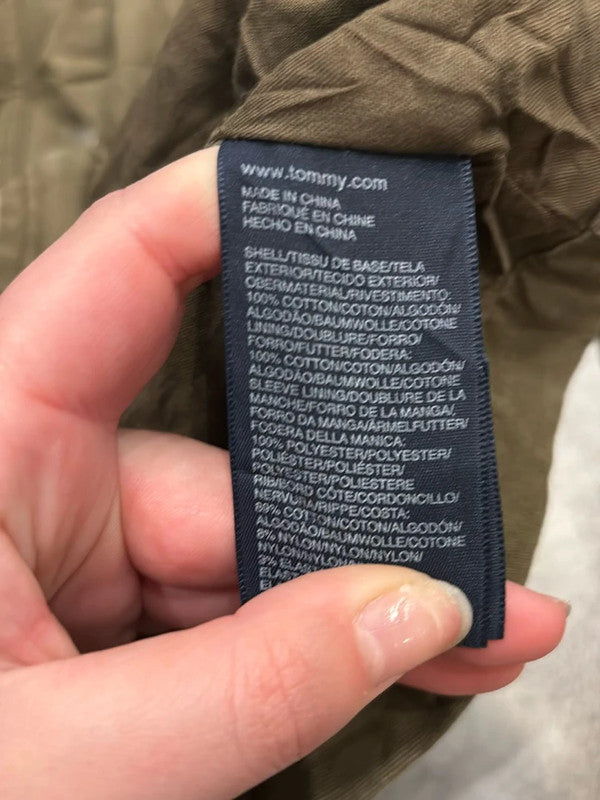 www.tommy.com
MADE IN CHINA
FABRIQUÉ EN CHINE
HECHO EN CHINA
SHELL/TISSU DE BASE/TELA
EXTERIOR/TECIDO EXTERIOR/
OBERMATERIAL/RIVESTIMENTO:
100% COTTON/COTON/ALGODÓN/
ALGODÃO/BAUMWOLLE/COTONE
LINING/DOUBLURE/FORRO/
FORRO/FUTTER/FODERA:
100% COTTON/COTON/ALGODÓN/
ALGODÃO/BAUMWOLLE/COTONE
SLEEVE LINING/DOUBLURE DE LA
MANCHE/FORRO DE LA MANGA/
FORRO DA MANGA/ÄRMELFUTTER/
FODERA DELLA MANICA:
100% POLYESTER/POLYESTER/
POLIÉSTER/POLIÉSTER/
POLYESTER/POLIESTERE
RIB/BORD CÔTE/CORDONCILLO/
NERVURA/RIPPE/COSTA:
89% COTTON/COTON/ALGODÓN/
ALGODÃO/BAUMWOLLE/COTONE
8% NYLON/NYLON/NYLON/
NYLON/NYLON/
3%